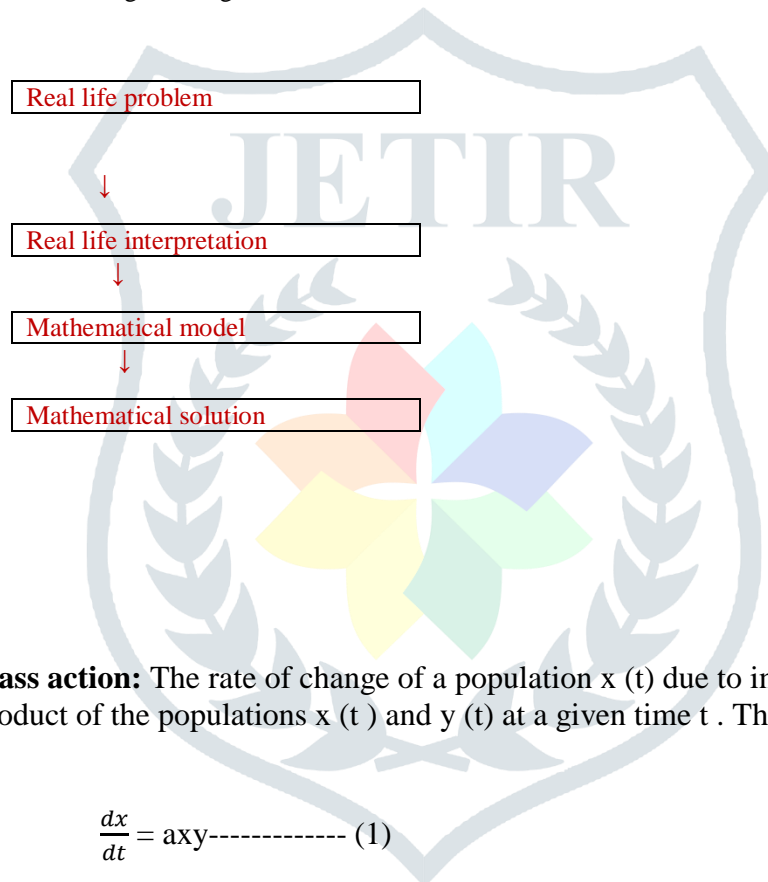 Real life problem
JETIR
↓
Real life interpretation
↓
Mathematical model
↓
Mathematical solution
ass action: The rate of change of a population x (t) due to in
oduct of the populations x (t ) and y (t) at a given time t . Th
dx/dt = axy------------- (1)